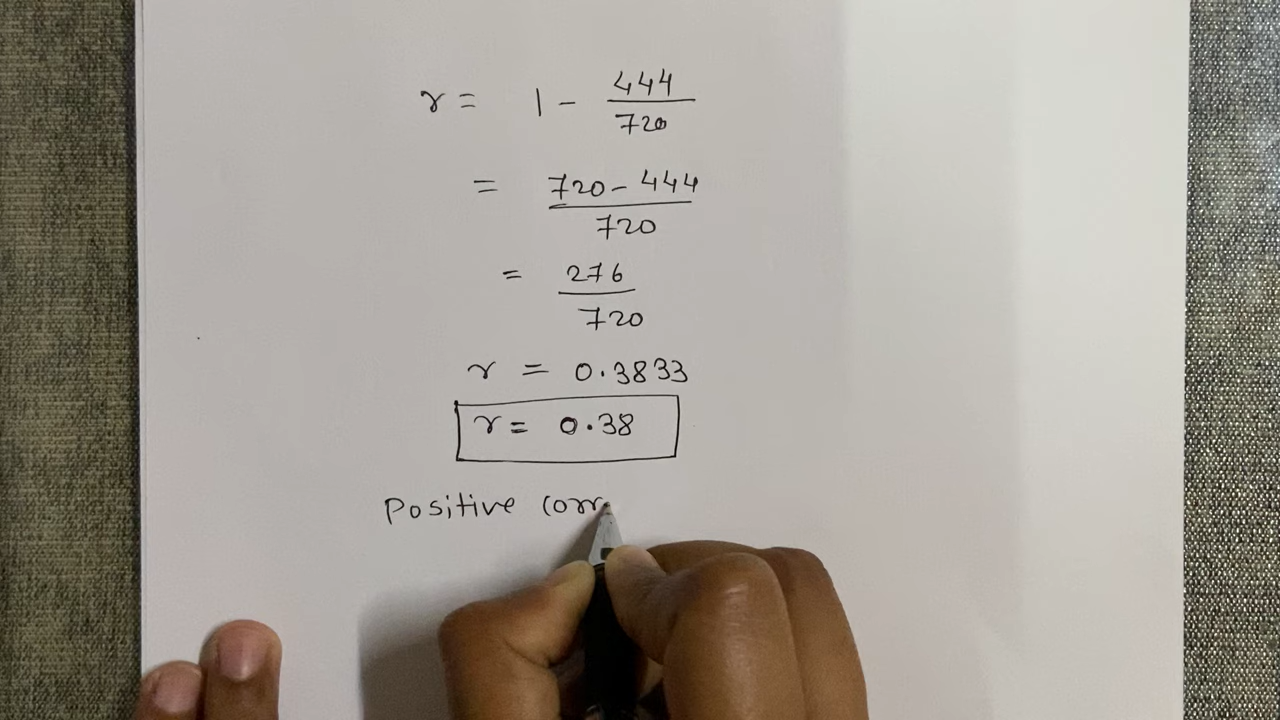 r = 1 - 444/720
= 720 - 444/720
= 276/720
r = 0.3833
r = 0.38
Positive corr